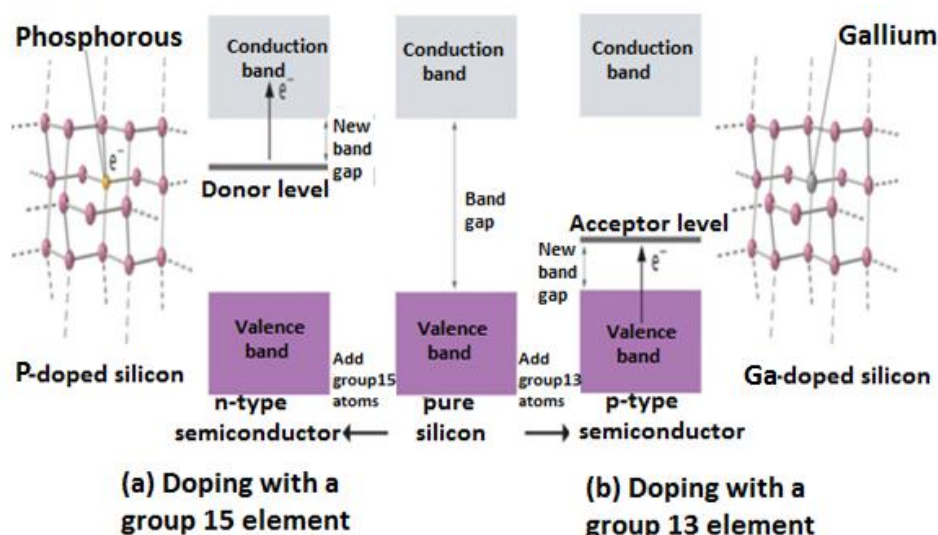 Phosphorous
e⁻
P-doped silicon
Conduction
band
e⁻
New
band
gap
Donor level
Valence
band
Add
group15
atoms
n-type
semiconductor
Conduction
band
Band
gap
Valence
band
Add
group13
atoms
pure
silicon
Conduction
band
Acceptor level
New
band
gap
e⁻
Valence
band
p-type
semiconductor
Gallium
Ga-doped silicon
(a) Doping with a
group 15 element
(b) Doping with a
group 13 element